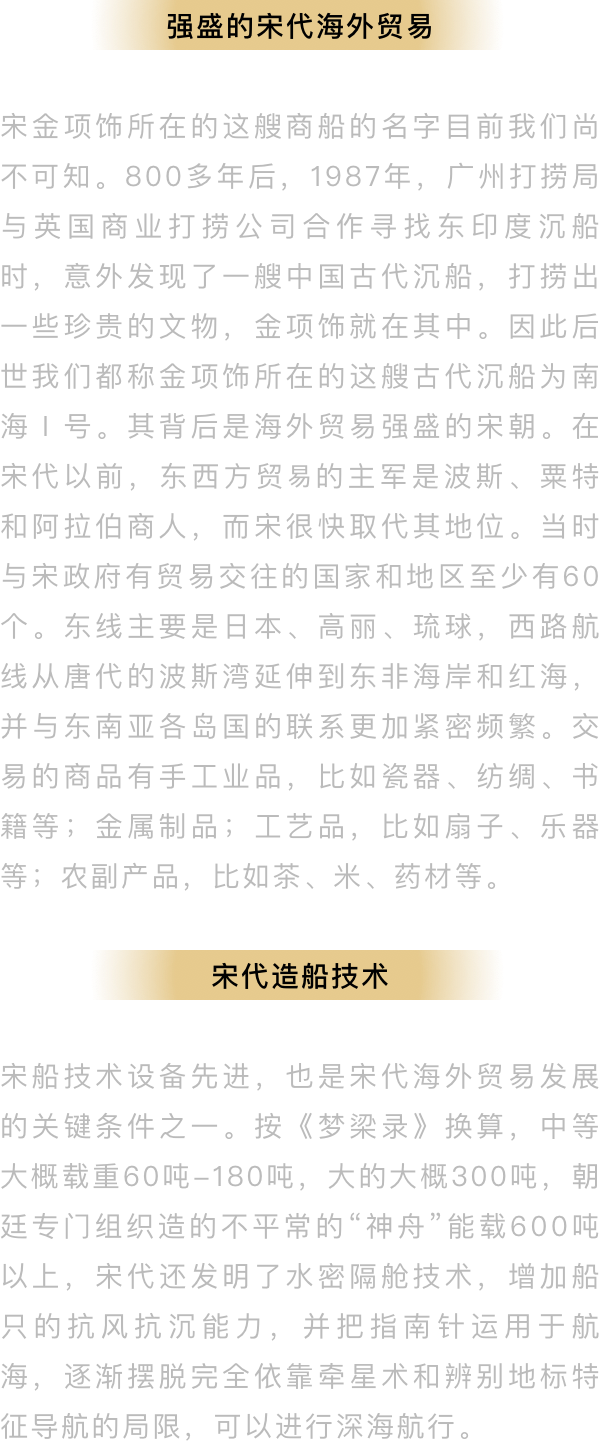 强盛的宋代海外贸易
宋金项饰所在的这艘商船的名字目前我们尚
不可知。800多年后，1987年，广州打捞局
与英国商业打捞公司合作寻找东印度沉船
时，意外发现了一艘中国古代沉船，打捞出
一些珍贵的文物，金项饰就在其中。因此后
世我们都称金项饰所在的这艘古代沉船为南
海Ⅰ号。其背后是海外贸易强盛的宋朝。在
宋代以前，东西方贸易的主军是波斯、粟特
和阿拉伯商人，而宋很快取代其地位。当时
与宋政府有贸易交往的国家和地区至少有60
个。东线主要是日本、高丽、琉球，西路航
线从唐代的波斯湾延伸到东非海岸和红海，
并与东南亚各岛国的联系更加紧密频繁。交
易的商品有手工业品，比如瓷器、纺绸、书
籍等；金属制品；工艺品，比如扇子、乐器
等；农副产品，比如茶、米、药材等。
宋代造船技术
宋船技术设备先进，也是宋代海外贸易发展
的关键条件之一。按《梦梁录》换算，中等
大概载重60吨-180吨，大的大概300吨，朝
廷专门组织造的不平常的“神舟”能载600吨
以上，宋代还发明了水密隔舱技术，增加船
只的抗风抗沉能力，并把指南针运用于航
海，逐渐摆脱完全依靠牵星术和辨别地标特
征导航的局限，可以进行深海航行。